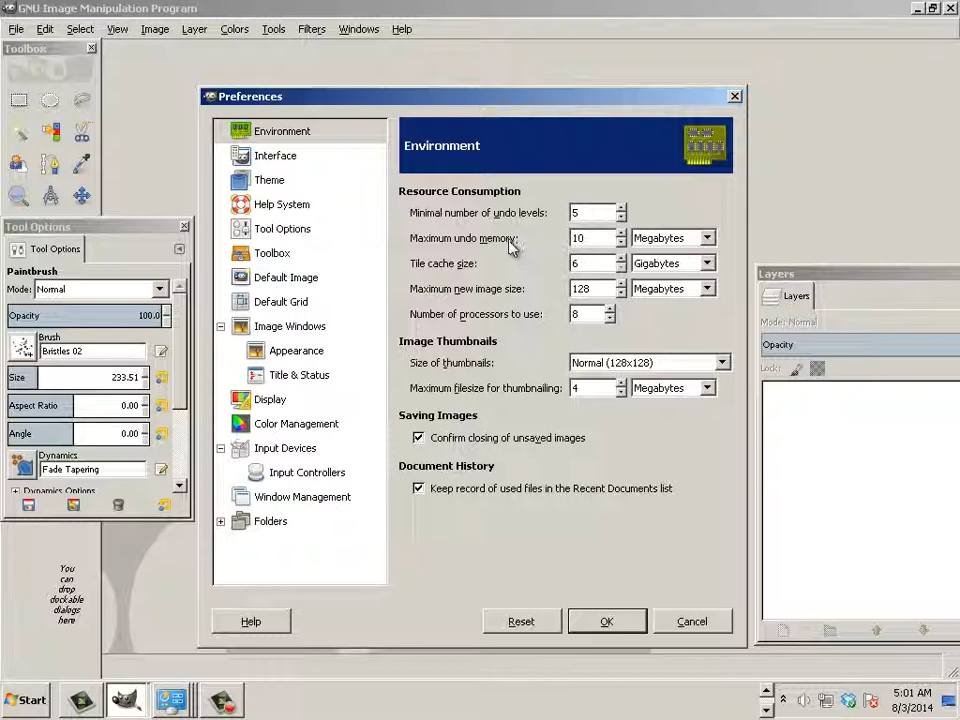 GNU Image Manipulation Program
File Edit Select View Image Layer Colors Tools Filters Windows Help
Toolbox
Tool Options
Tool Options
Paintbrush
Mode: Normal
Opacity 100.0
Brush
Bristles 02
Size 233.51
Aspect Ratio 0.00
Angle 0.00
Dynamics
Fade Tapering
Dynamics Options
You
can
drop
dockable
dialogs
here
Preferences
Environment
Interface
Theme
Help System
Tool Options
Toolbox
Default Image
Default Grid
Image Windows
Appearance
Title & Status
Display
Color Management
Input Devices
Input Controllers
Window Management
Folders
Environment
Resource Consumption
Minimal number of undo levels: 5
Maximum undo memory: 10 Megabytes
Tile cache size: 6 Gigabytes
Maximum new image size: 128 Megabytes
Number of processors to use: 8
Image Thumbnails
Size of thumbnails: Normal (128x128)
Maximum filesize for thumbnailing: 4 Megabytes
Saving Images
Confirm closing of unsaved images
Document History
Keep record of used files in the Recent Documents list
Help Reset OK Cancel
Layers
Layers
Mode: Normal
Opacity
Lock:
Start
5:01 AM
8/3/2014